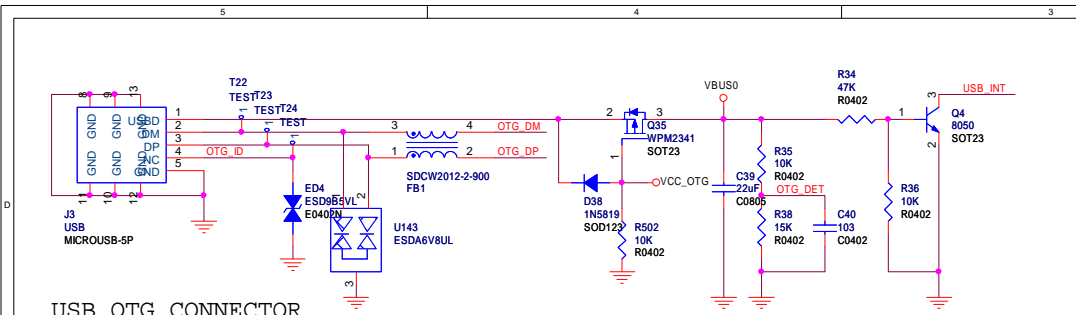 5
4
3
D
8
9
13
GND
GND
GND
USBD
DM
DP
NC
GND
GND
GND
GND
11
10
12
1
2
3
4
5
J3
USB
MICROUSB-5P
T22
TEST
T23
TEST
T24
TEST
1
1
1
OTG_ID
ED4
ESD9B5VL
E0402N
1
2
3
U143
ESDA6V8UL
3
4
1
2
OTG_DM
OTG_DP
SDCW2012-2-900
FB1
2
3
1
Q35
WPM2341
SOT23
VCC_OTG
D38
1N5819
SOD123
R502
10K
R0402
VBUS0
C39
22uF
C0805
R35
10K
R0402
OTG_DET
R38
15K
R0402
C40
103
C0402
R34
47K
R0402
R36
10K
R0402
1
3
2
USB_INT
Q4
8050
SOT23
USB OTG CONNECTOR